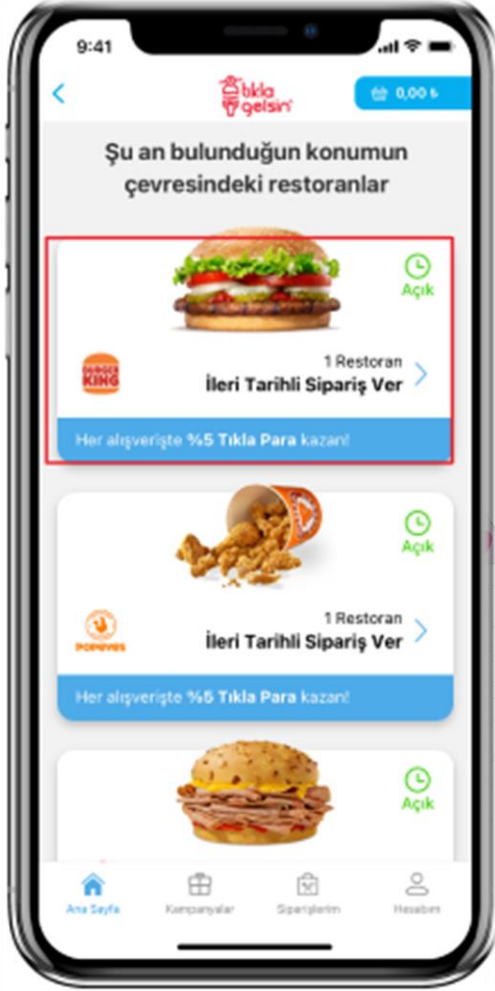 9:41
tıkla
gelsin'
0,00 ₺
Şu an bulunduğun konumun
çevresindeki restoranlar
Açık
BURGER
KING
1 Restoran
İleri Tarihli Sipariş Ver
Her alışverişte %5 Tıkla Para kazan!
Açık
POPEYES
1 Restoran
İleri Tarihli Sipariş Ver
Her alışverişte %5 Tıkla Para kazan!
Açık
Ana Sayfa
Kampanyalar
Siparişlerim
Hesabım